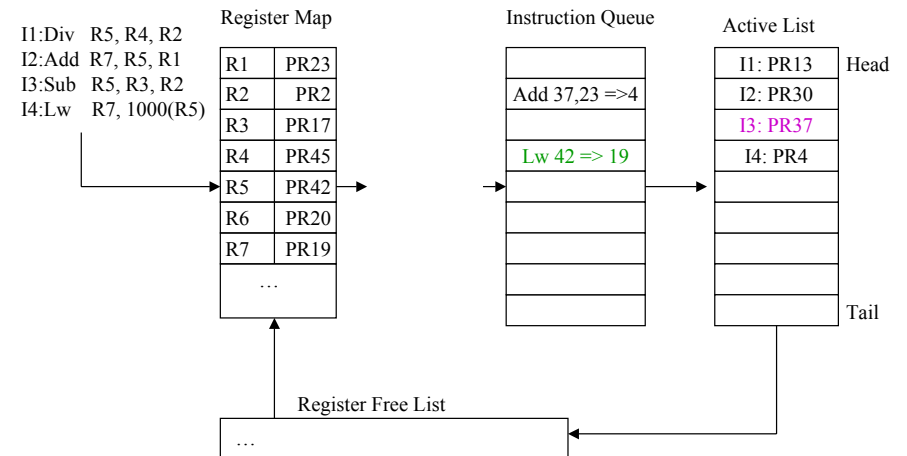 Register Map
Instruction Queue
Active List
I1:Div R5, R4, R2
I2:Add R7, R5, R1
I3:Sub R5, R3, R2
I4:Lw R7, 1000(R5)
R1 PR23
R2 PR2
R3 PR17
R4 PR45
R5 PR42
R6 PR20
R7 PR19
…
Add 37,23 =>4
Lw 42 => 19
I1: PR13 Head
I2: PR30
I3: PR37
I4: PR4
Tail
Register Free List
…